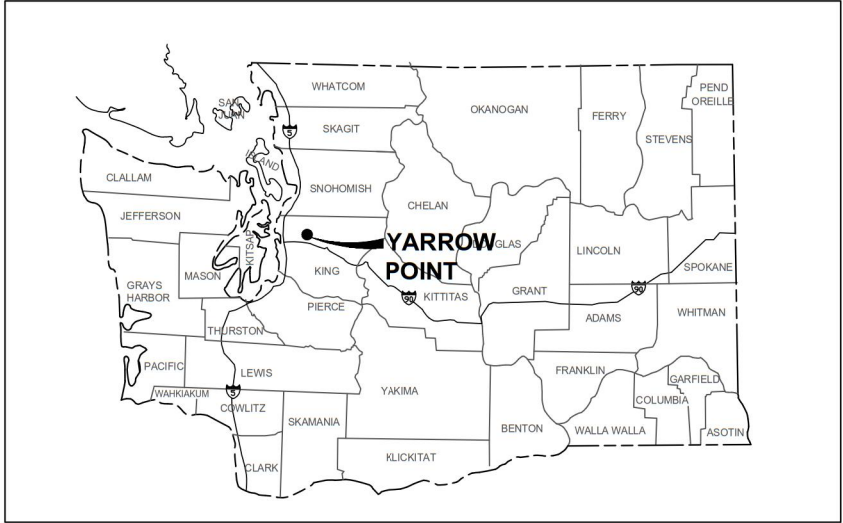 WHATCOM
PEND
OREILLE
SAN
JUAN
OKANOGAN
FERRY
5
SKAGIT
STEVENS
ISLAND
CLALLAM
SNOHOMISH
CHELAN
JEFFERSON
KITSAP
YARROW
POINT
DOUGLAS
LINCOLN
MASON
KING
SPOKANE
GRAYS
HARBOR
90
KITTITAS
GRANT
90
PIERCE
ADAMS
WHITMAN
THURSTON
PACIFIC
LEWIS
FRANKLIN
GARFIELD
WAHKIAKUM
5
YAKIMA
COLUMBIA
COWLITZ
SKAMANIA
BENTON
WALLA WALLA
ASOTIN
KLICKITAT
CLARK